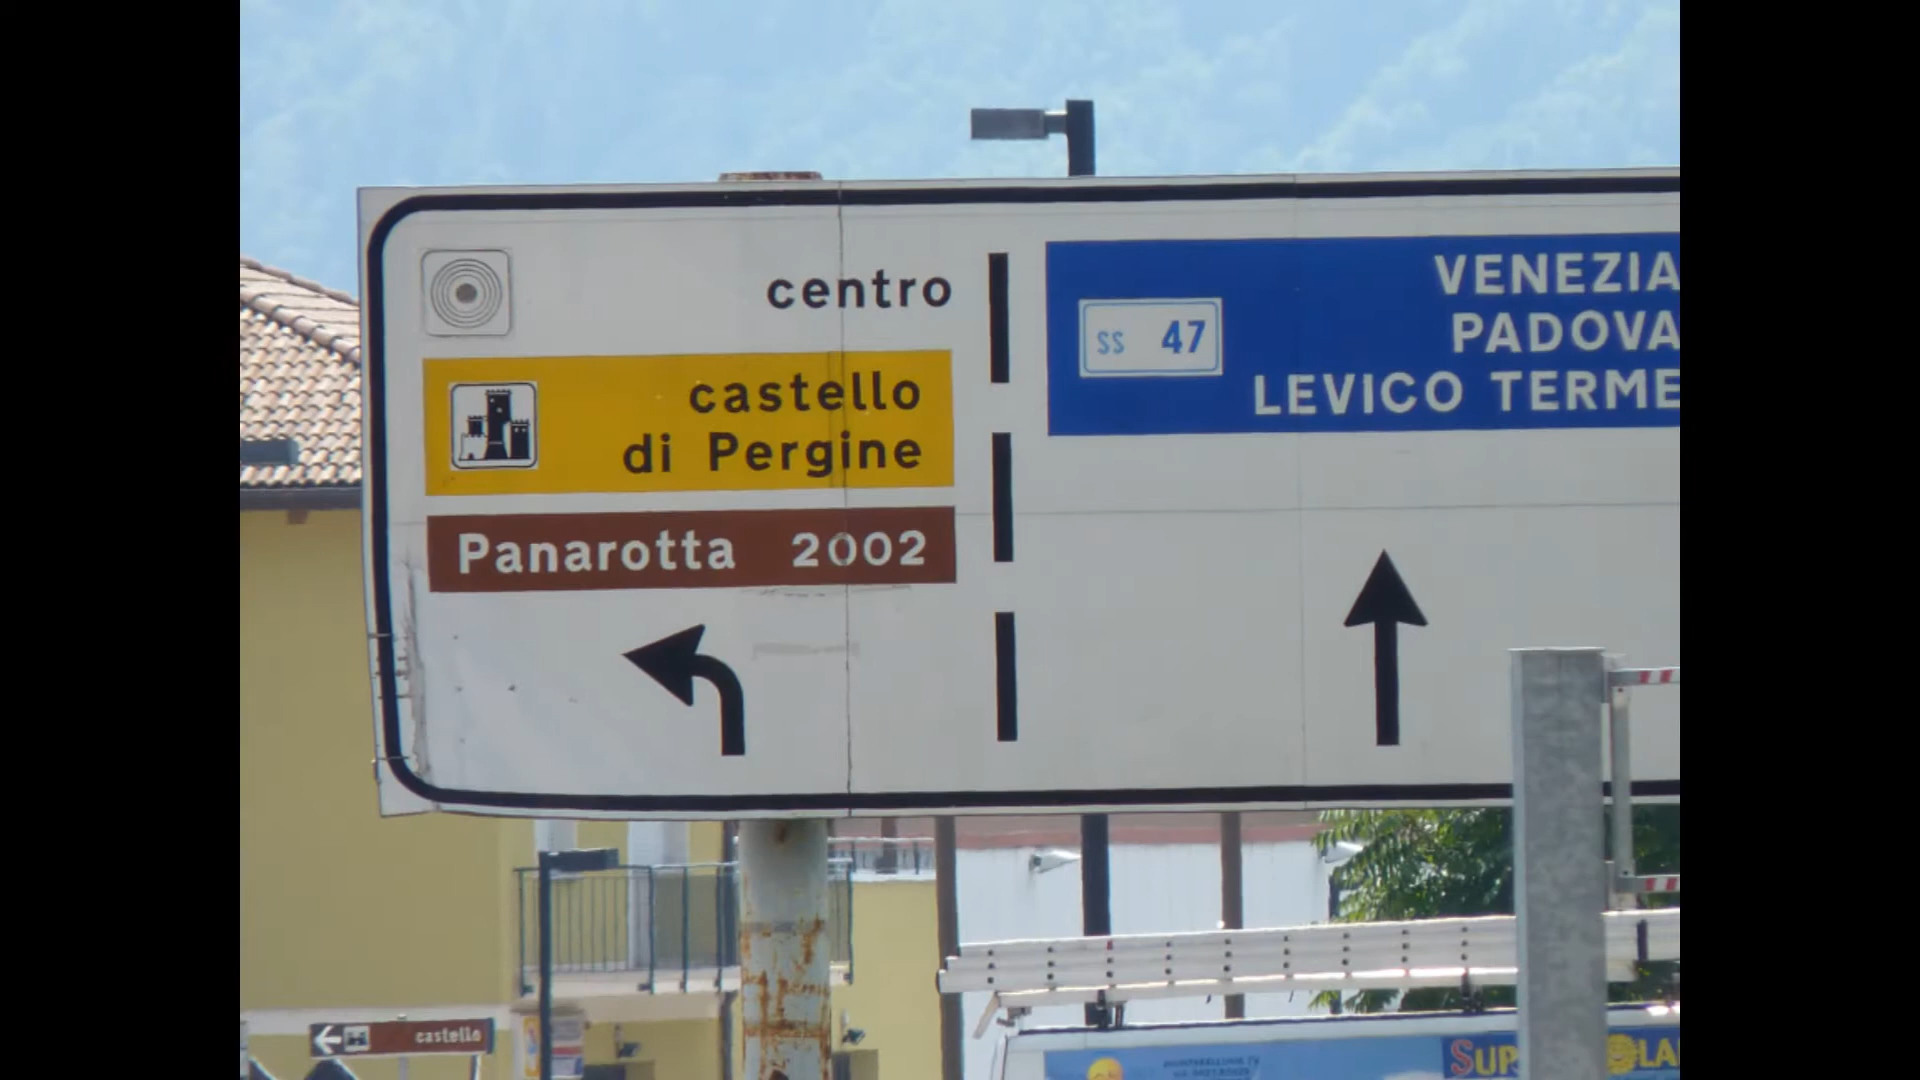 centro
castello
di Pergine
Panarotta 2002
SS 47
VENEZIA
PADOVA
LEVICO TERME
castello